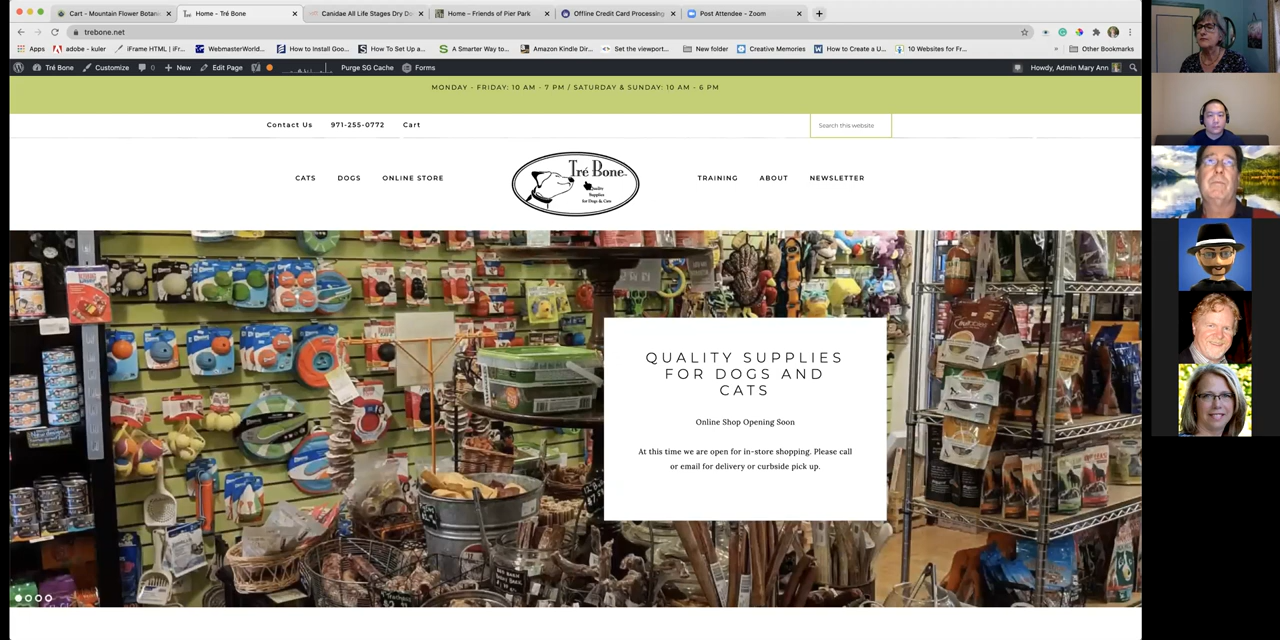 Cart - Mountain Flower Botani
Home - Tré Bone
Canidae All Life Stages Dry Do
Home – Friends of Pier Park
Offline Credit Card Processing
Post Attendee - Zoom
trebone.net
Apps
adobe - kuler
iFrame HTML | iFr...
WebmasterWorld...
How to Install Goo...
How To Set Up a...
A Smarter Way to...
Amazon Kindle Dir...
Set the viewport...
New folder
Creative Memories
How to Create a U...
10 Websites for Fr...
Other Bookmarks
Tré Bone
Customize
0
New
Edit Page
Purge SG Cache
Forms
Howdy, Admin Mary Ann
MONDAY - FRIDAY: 10 AM - 7 PM / SATURDAY & SUNDAY: 10 AM - 6 PM
Contact Us
971-255-0772
Cart
Search this website
CATS
DOGS
ONLINE STORE
Tré Bone
Quality
Supplies
for Dogs & Cats
TRAINING
ABOUT
NEWSLETTER
QUALITY SUPPLIES
FOR DOGS AND
CATS
Online Shop Opening Soon
At this time we are open for in-store shopping. Please call
or email for delivery or curbside pick up.